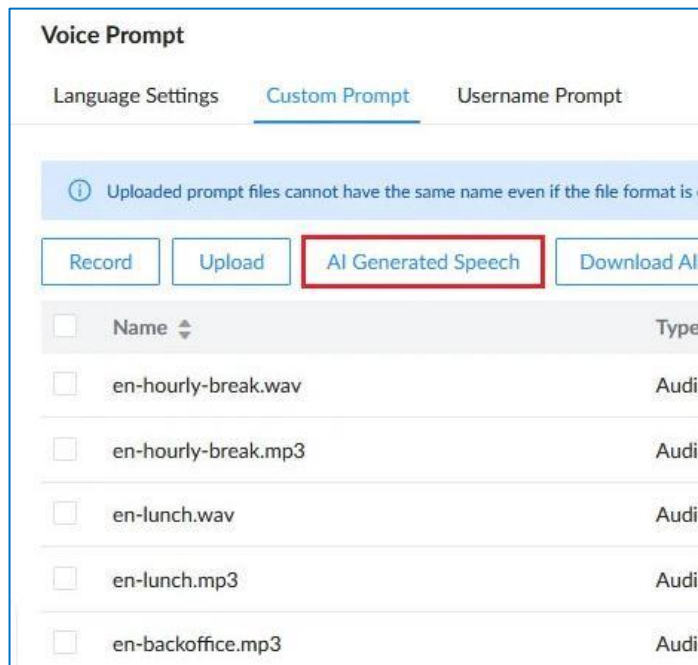 Voice Prompt
Language Settings Custom Prompt Username Prompt
Uploaded prompt files cannot have the same name even if the file format is
Record Upload AI Generated Speech Download Al
Name Type
en-hourly-break.wav Audi
en-hourly-break.mp3 Audi
en-lunch.wav Audi
en-lunch.mp3 Audi
en-backoffice.mp3 Audi